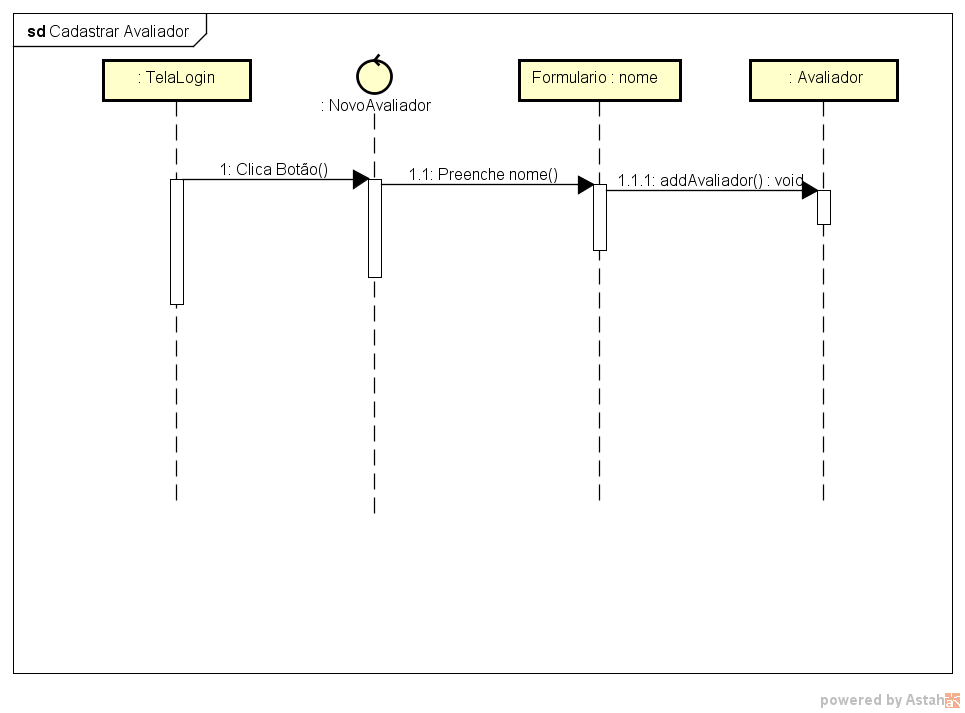 sd Cadastrar Avaliador
: TelaLogin
: NovoAvaliador
Formulario : nome
: Avaliador
1: Clica Botão()
1.1: Preenche nome()
1.1.1: addAvaliador() : void
powered by Astah